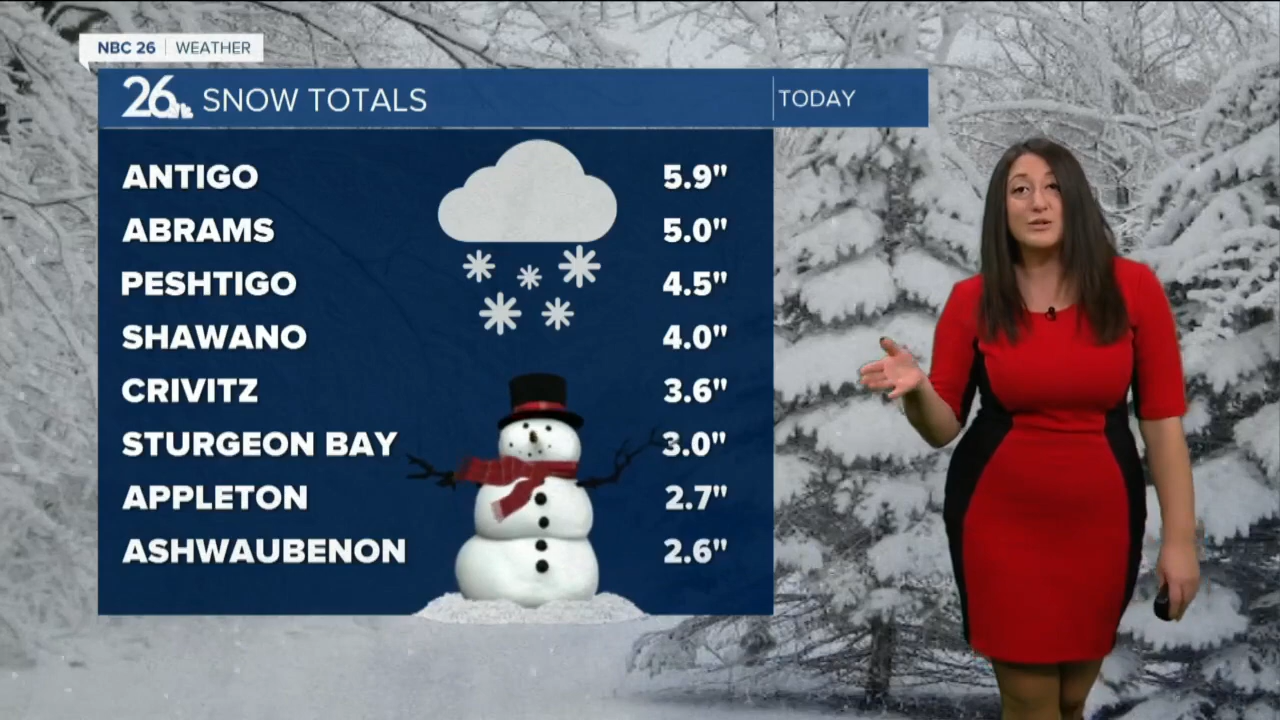 NBC 26 | WEATHER
26 SNOW TOTALS
TODAY
ANTIGO 5.9"
ABRAMS 5.0"
PESHTIGO 4.5"
SHAWANO 4.0"
CRIVITZ 3.6"
STURGEON BAY 3.0"
APPLETON 2.7"
ASHWAUBENON 2.6"